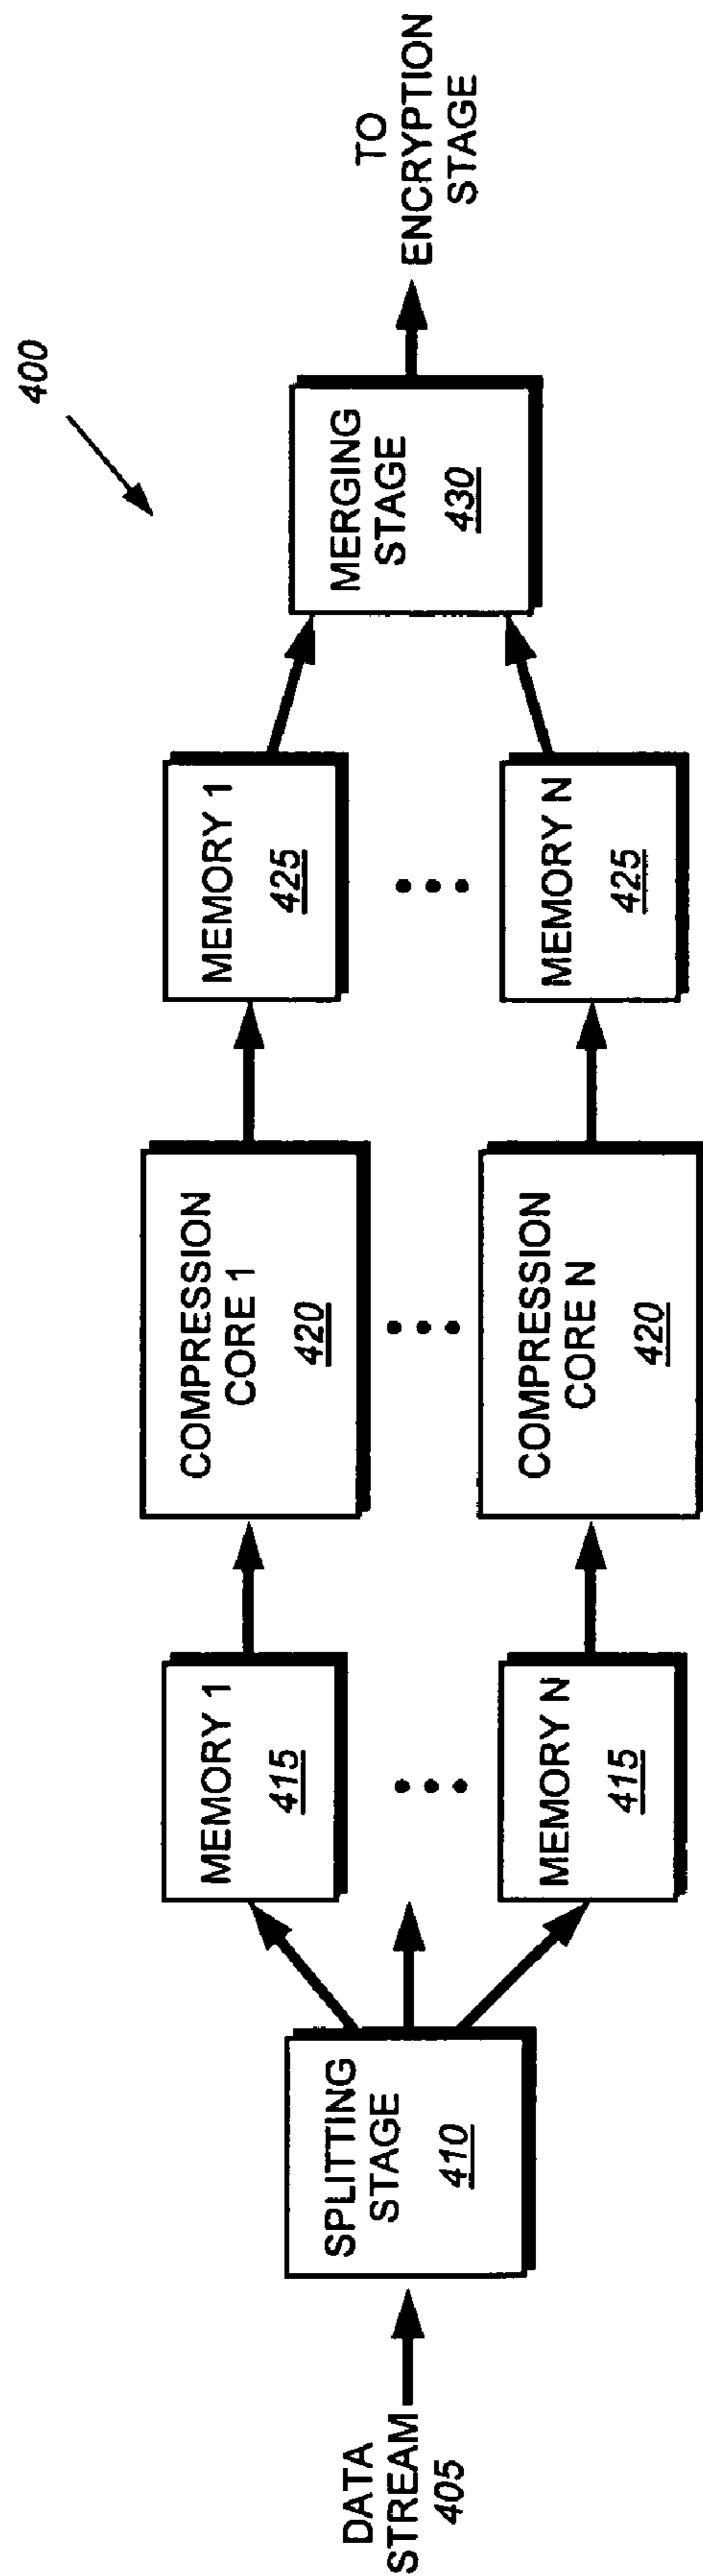 400
DATA
STREAM
405
SPLITTING
STAGE
410
MEMORY 1
415
MEMORY N
415
COMPRESSION
CORE 1
420
COMPRESSION
CORE N
420
MEMORY 1
425
MEMORY N
425
MERGING
STAGE
430
TO
ENCRYPTION
STAGE